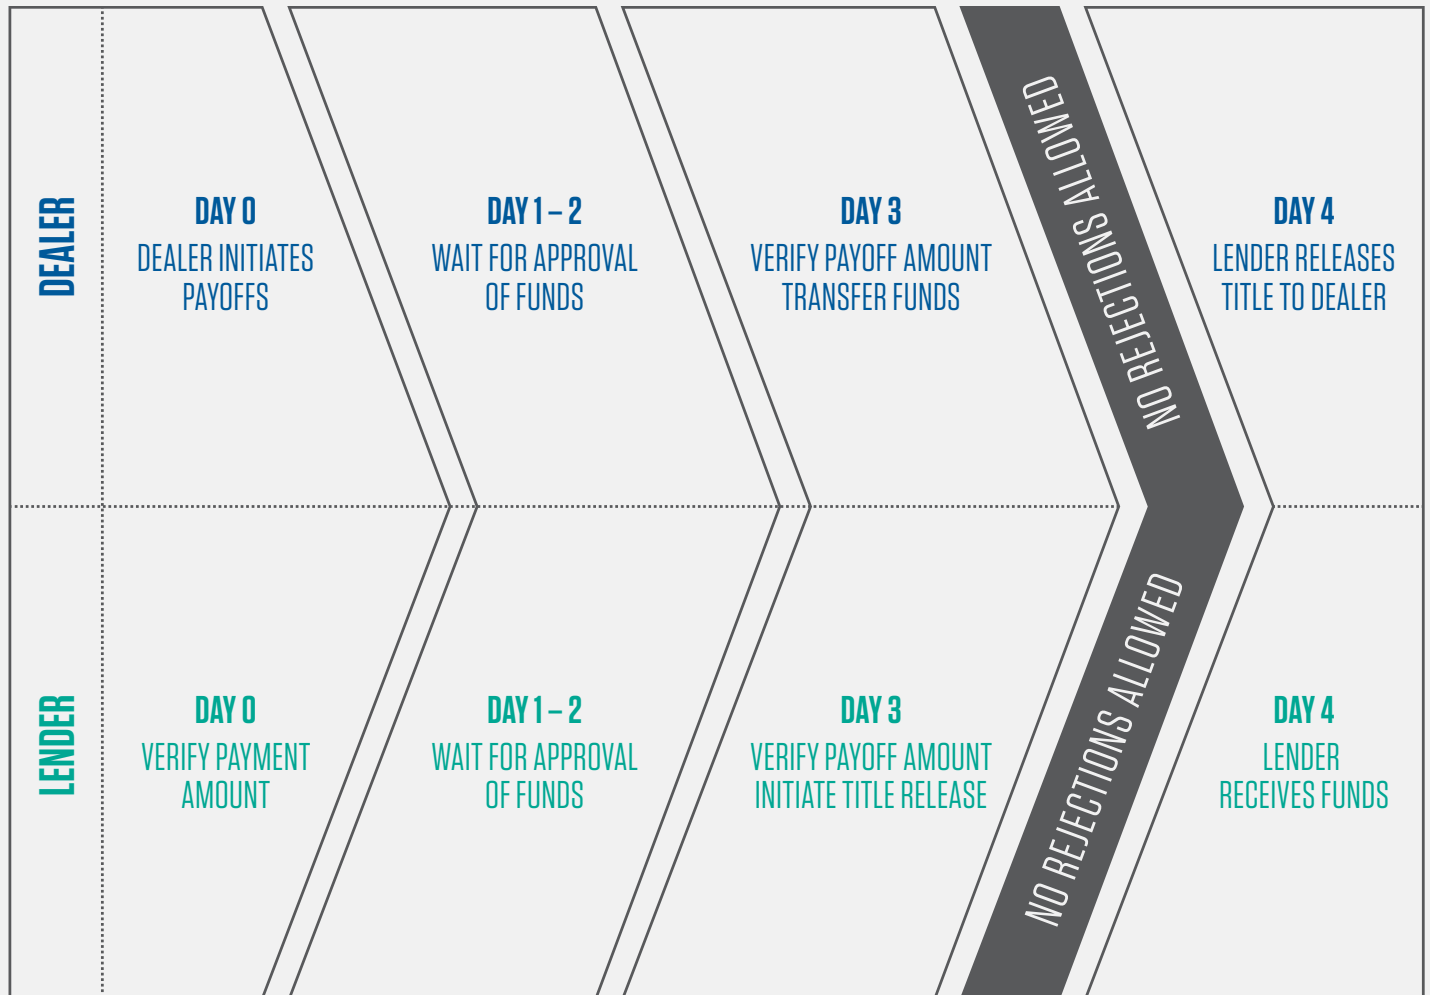 DEALER
DAY 0
DEALER INITIATES
PAYOFFS
DAY 1 – 2
WAIT FOR APPROVAL
OF FUNDS
DAY 3
VERIFY PAYOFF AMOUNT
TRANSFER FUNDS
NO REJECTIONS ALLOWED
DAY 4
LENDER RELEASES
TITLE TO DEALER
LENDER
DAY 0
VERIFY PAYMENT
AMOUNT
DAY 1 – 2
WAIT FOR APPROVAL
OF FUNDS
DAY 3
VERIFY PAYOFF AMOUNT
INITIATE TITLE RELEASE
NO REJECTIONS ALLOWED
DAY 4
LENDER
RECEIVES FUNDS